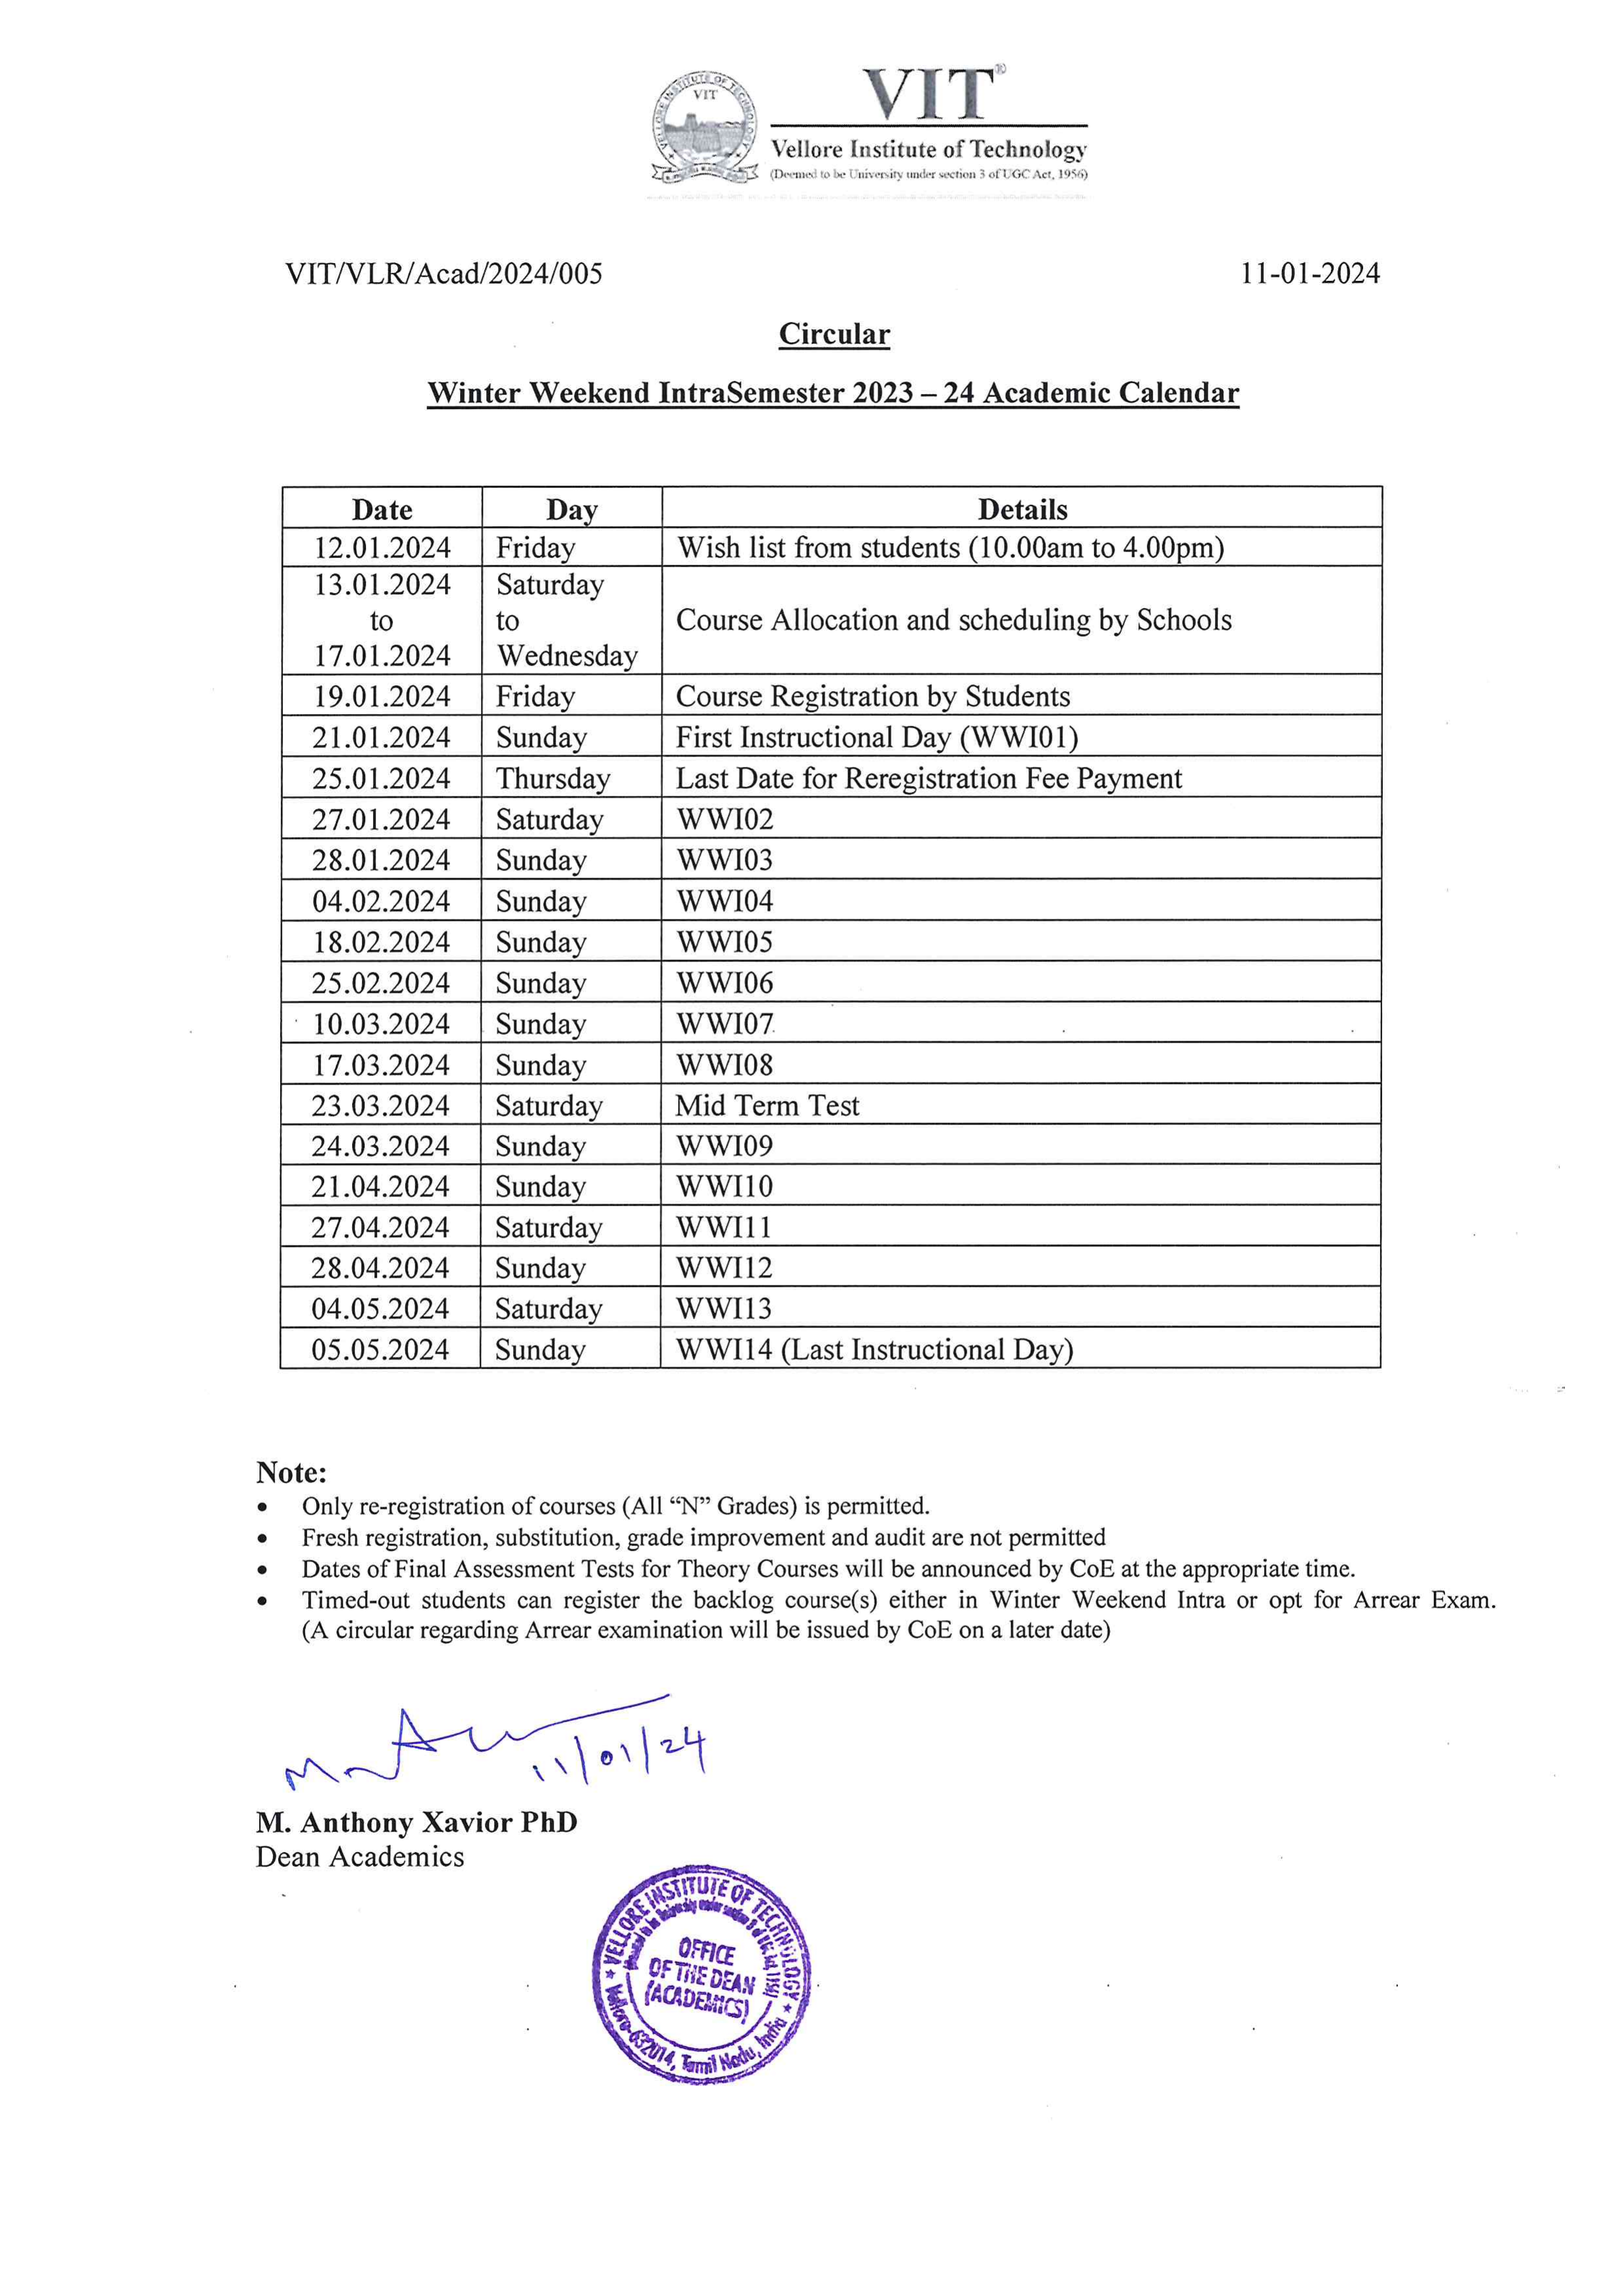 VELLORE INSTITUTE OF TECHNOLOGY
VIT
VIT®
Vellore Institute of Technology
(Deemed to be University under section 3 of UGC Act, 1956)
VIT/VLR/Acad/2024/005 11-01-2024
Circular
Winter Weekend IntraSemester 2023 – 24 Academic Calendar
Date Day Details
12.01.2024 Friday Wish list from students (10.00am to 4.00pm)
13.01.2024 Saturday
to to Course Allocation and scheduling by Schools
17.01.2024 Wednesday
19.01.2024 Friday Course Registration by Students
21.01.2024 Sunday First Instructional Day (WWI01)
25.01.2024 Thursday Last Date for Reregistration Fee Payment
27.01.2024 Saturday WWI02
28.01.2024 Sunday WWI03
04.02.2024 Sunday WWI04
18.02.2024 Sunday WWI05
25.02.2024 Sunday WWI06
10.03.2024 Sunday WWI07
17.03.2024 Sunday WWI08
23.03.2024 Saturday Mid Term Test
24.03.2024 Sunday WWI09
21.04.2024 Sunday WWI10
27.04.2024 Saturday WWI11
28.04.2024 Sunday WWI12
04.05.2024 Saturday WWI13
05.05.2024 Sunday WWI14 (Last Instructional Day)
Note:
• Only re-registration of courses (All “N” Grades) is permitted.
• Fresh registration, substitution, grade improvement and audit are not permitted
• Dates of Final Assessment Tests for Theory Courses will be announced by CoE at the appropriate time.
• Timed-out students can register the backlog course(s) either in Winter Weekend Intra or opt for Arrear Exam.
(A circular regarding Arrear examination will be issued by CoE on a later date)
11/01/24
M. Anthony Xavior PhD
Dean Academics
VELLORE INSTITUTE OF TECHNOLOGY
OFFICE
OF THE DEAN
(ACADEMICS)
Vellore-632014, Tamil Nadu, India